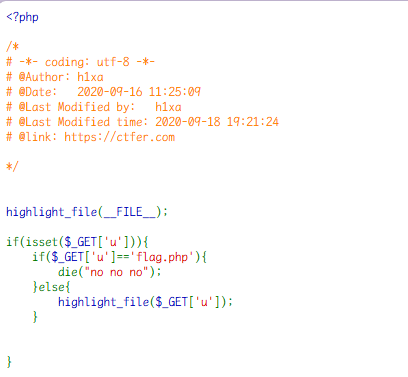 <?php
/*
# -*- coding: utf-8 -*-
# @Author: h1xa
# @Date:   2020-09-16 11:25:09
# @Last Modified by:   h1xa
# @Last Modified time: 2020-09-18 19:21:24
# @link: https://ctfer.com
*/
highlight_file(__FILE__);
if(isset($_GET['u'])){
    if($_GET['u']=='flag.php'){
        die("no no no");
    }else{
        highlight_file($_GET['u']);
    }
}